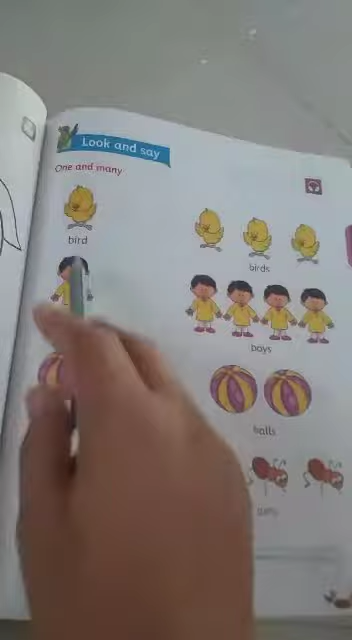 Look and say
One and many
bird
birds
boys
balls